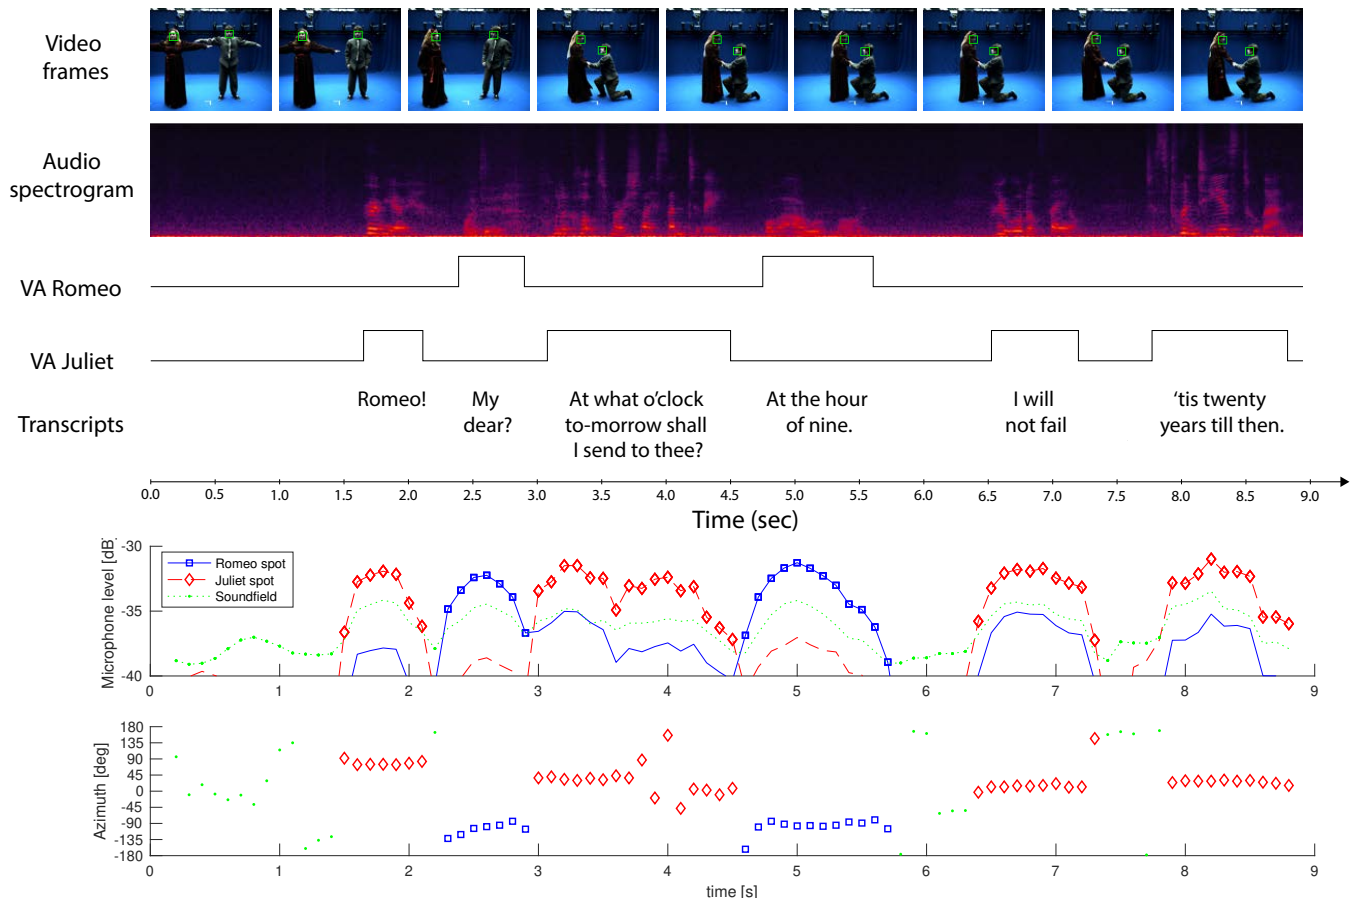 Video
frames
Audio
spectrogram
VA Romeo
VA Juliet
Romeo!
My
dear?
At what o'clock
to-morrow shall
I send to thee?
At the hour
of nine.
I will
not fail
'tis twenty
years till then.
Transcripts
0.0 0.5 1.0 1.5 2.0 2.5 3.0 3.5 4.0 4.5 5.0 5.5 6.0 6.5 7.0 7.5 8.0 8.5 9.0
Time (sec)
Microphone level [dB]
-30
-35
-40
Romeo spot
Juliet spot
Soundfield
0 1 2 3 4 5 6 7 8 9
Azimuth [deg]
180
135
90
45
0
-45
-90
-135
-180
0 1 2 3 4 5 6 7 8 9
time [s]